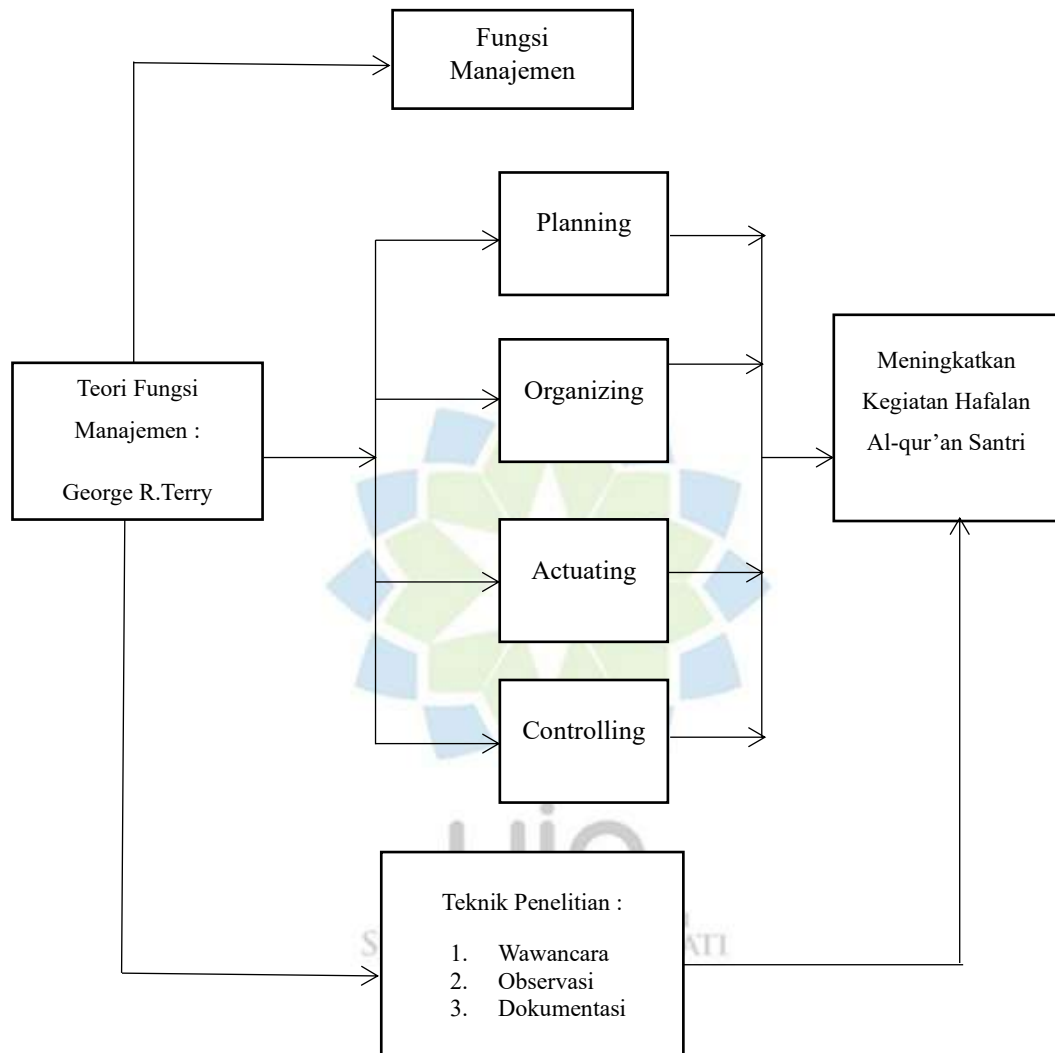 Fungsi
Manajemen
Planning
Teori Fungsi
Manajemen :
George R.Terry
Organizing
Meningkatkan
Kegiatan Hafalan
Al-qur’an Santri
Actuating
Controlling
Teknik Penelitian :
1. Wawancara
2. Observasi
3. Dokumentasi